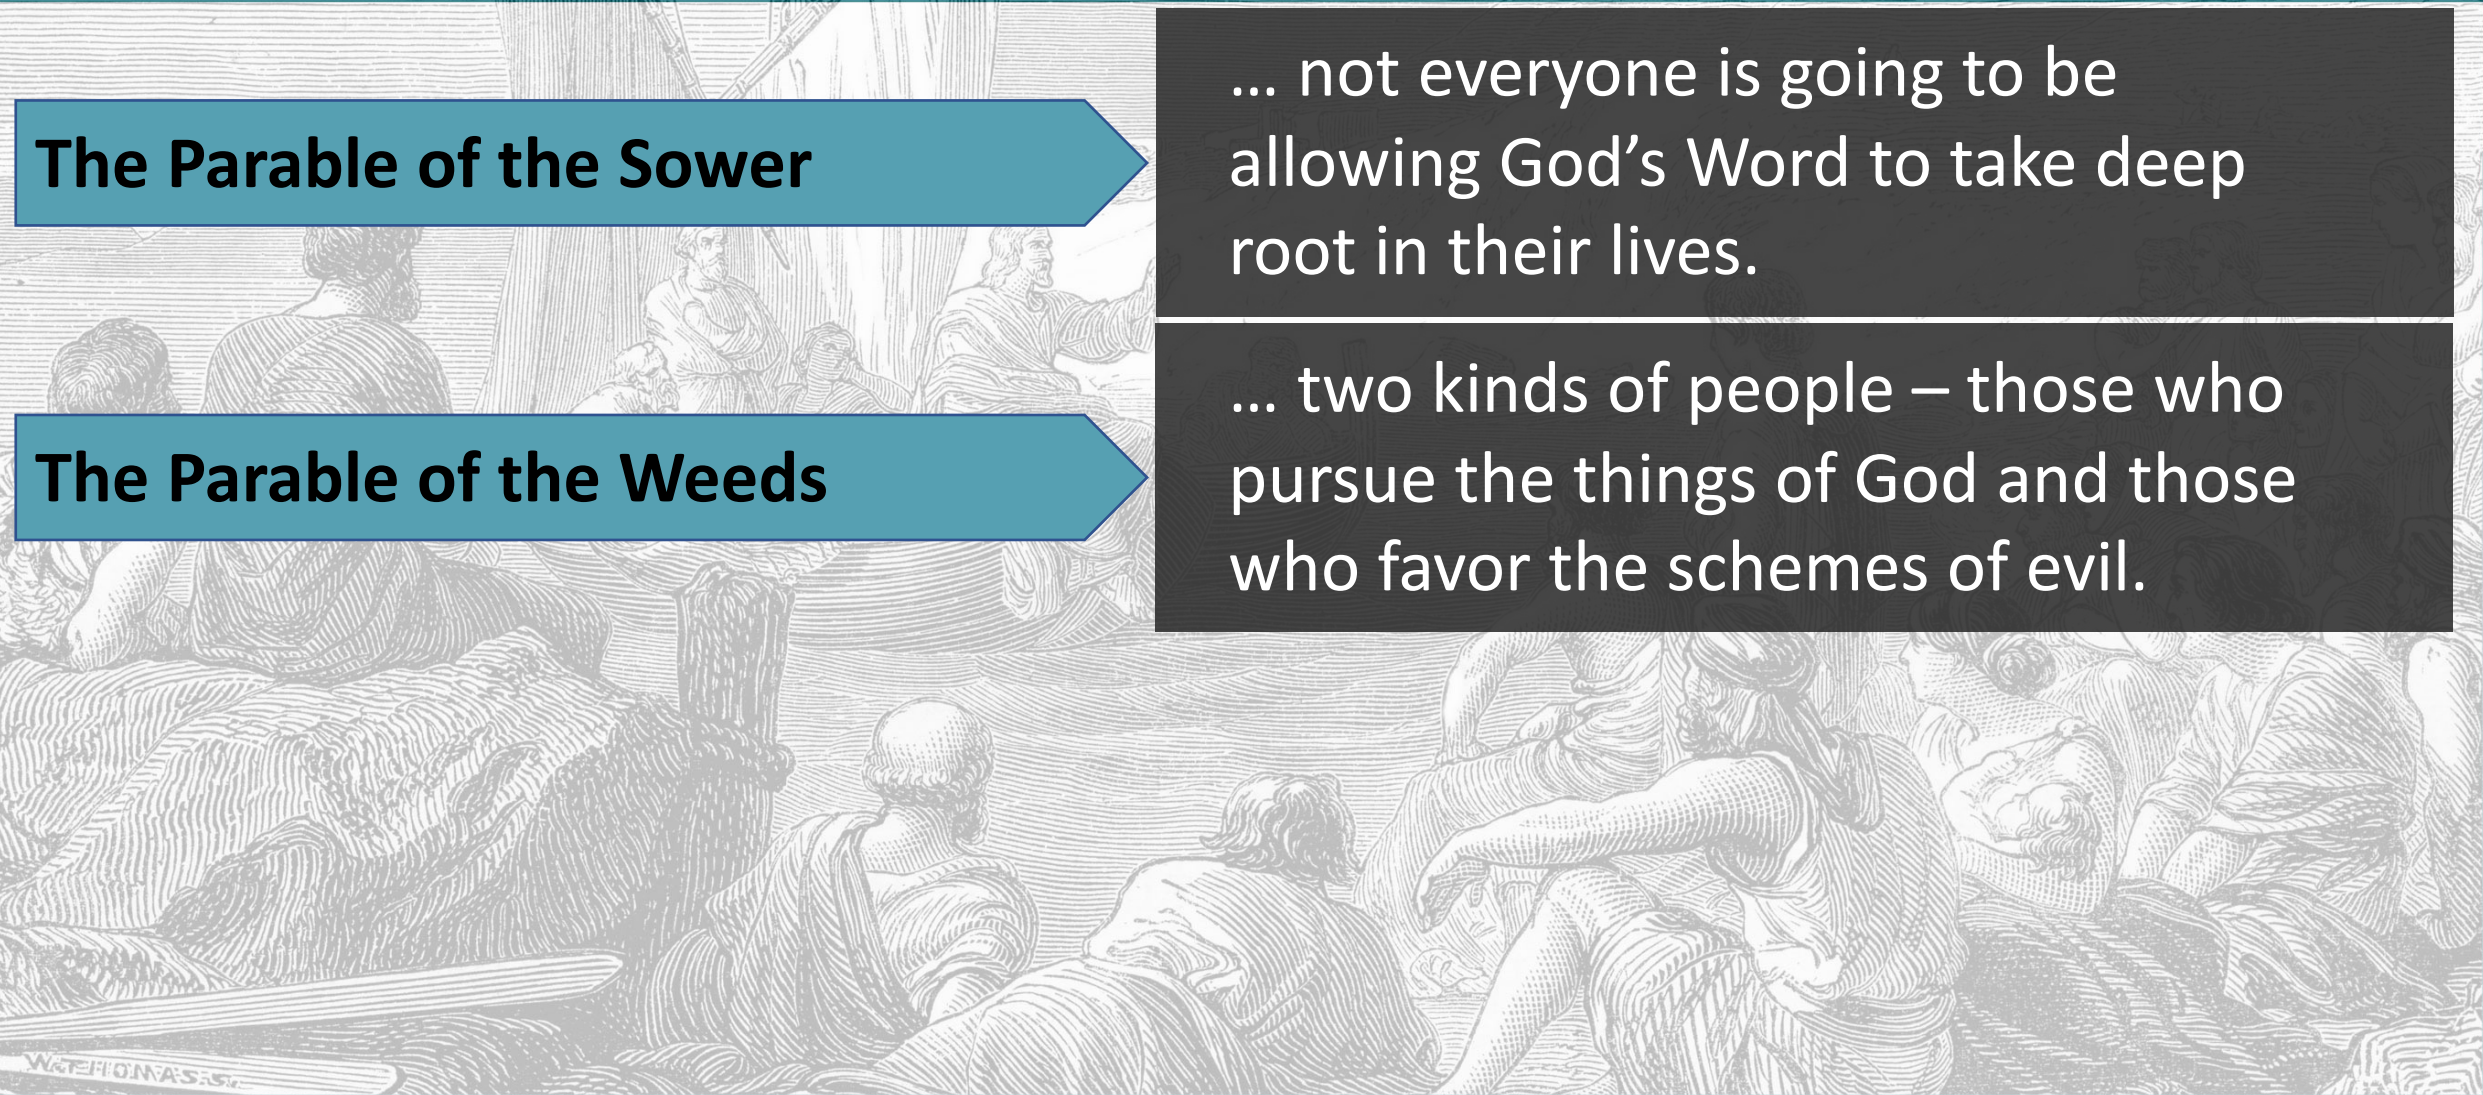 The Parable of the Sower
… not everyone is going to be
allowing God’s Word to take deep
root in their lives.
The Parable of the Weeds
… two kinds of people – those who
pursue the things of God and those
who favor the schemes of evil.
W.THOMAS.S.